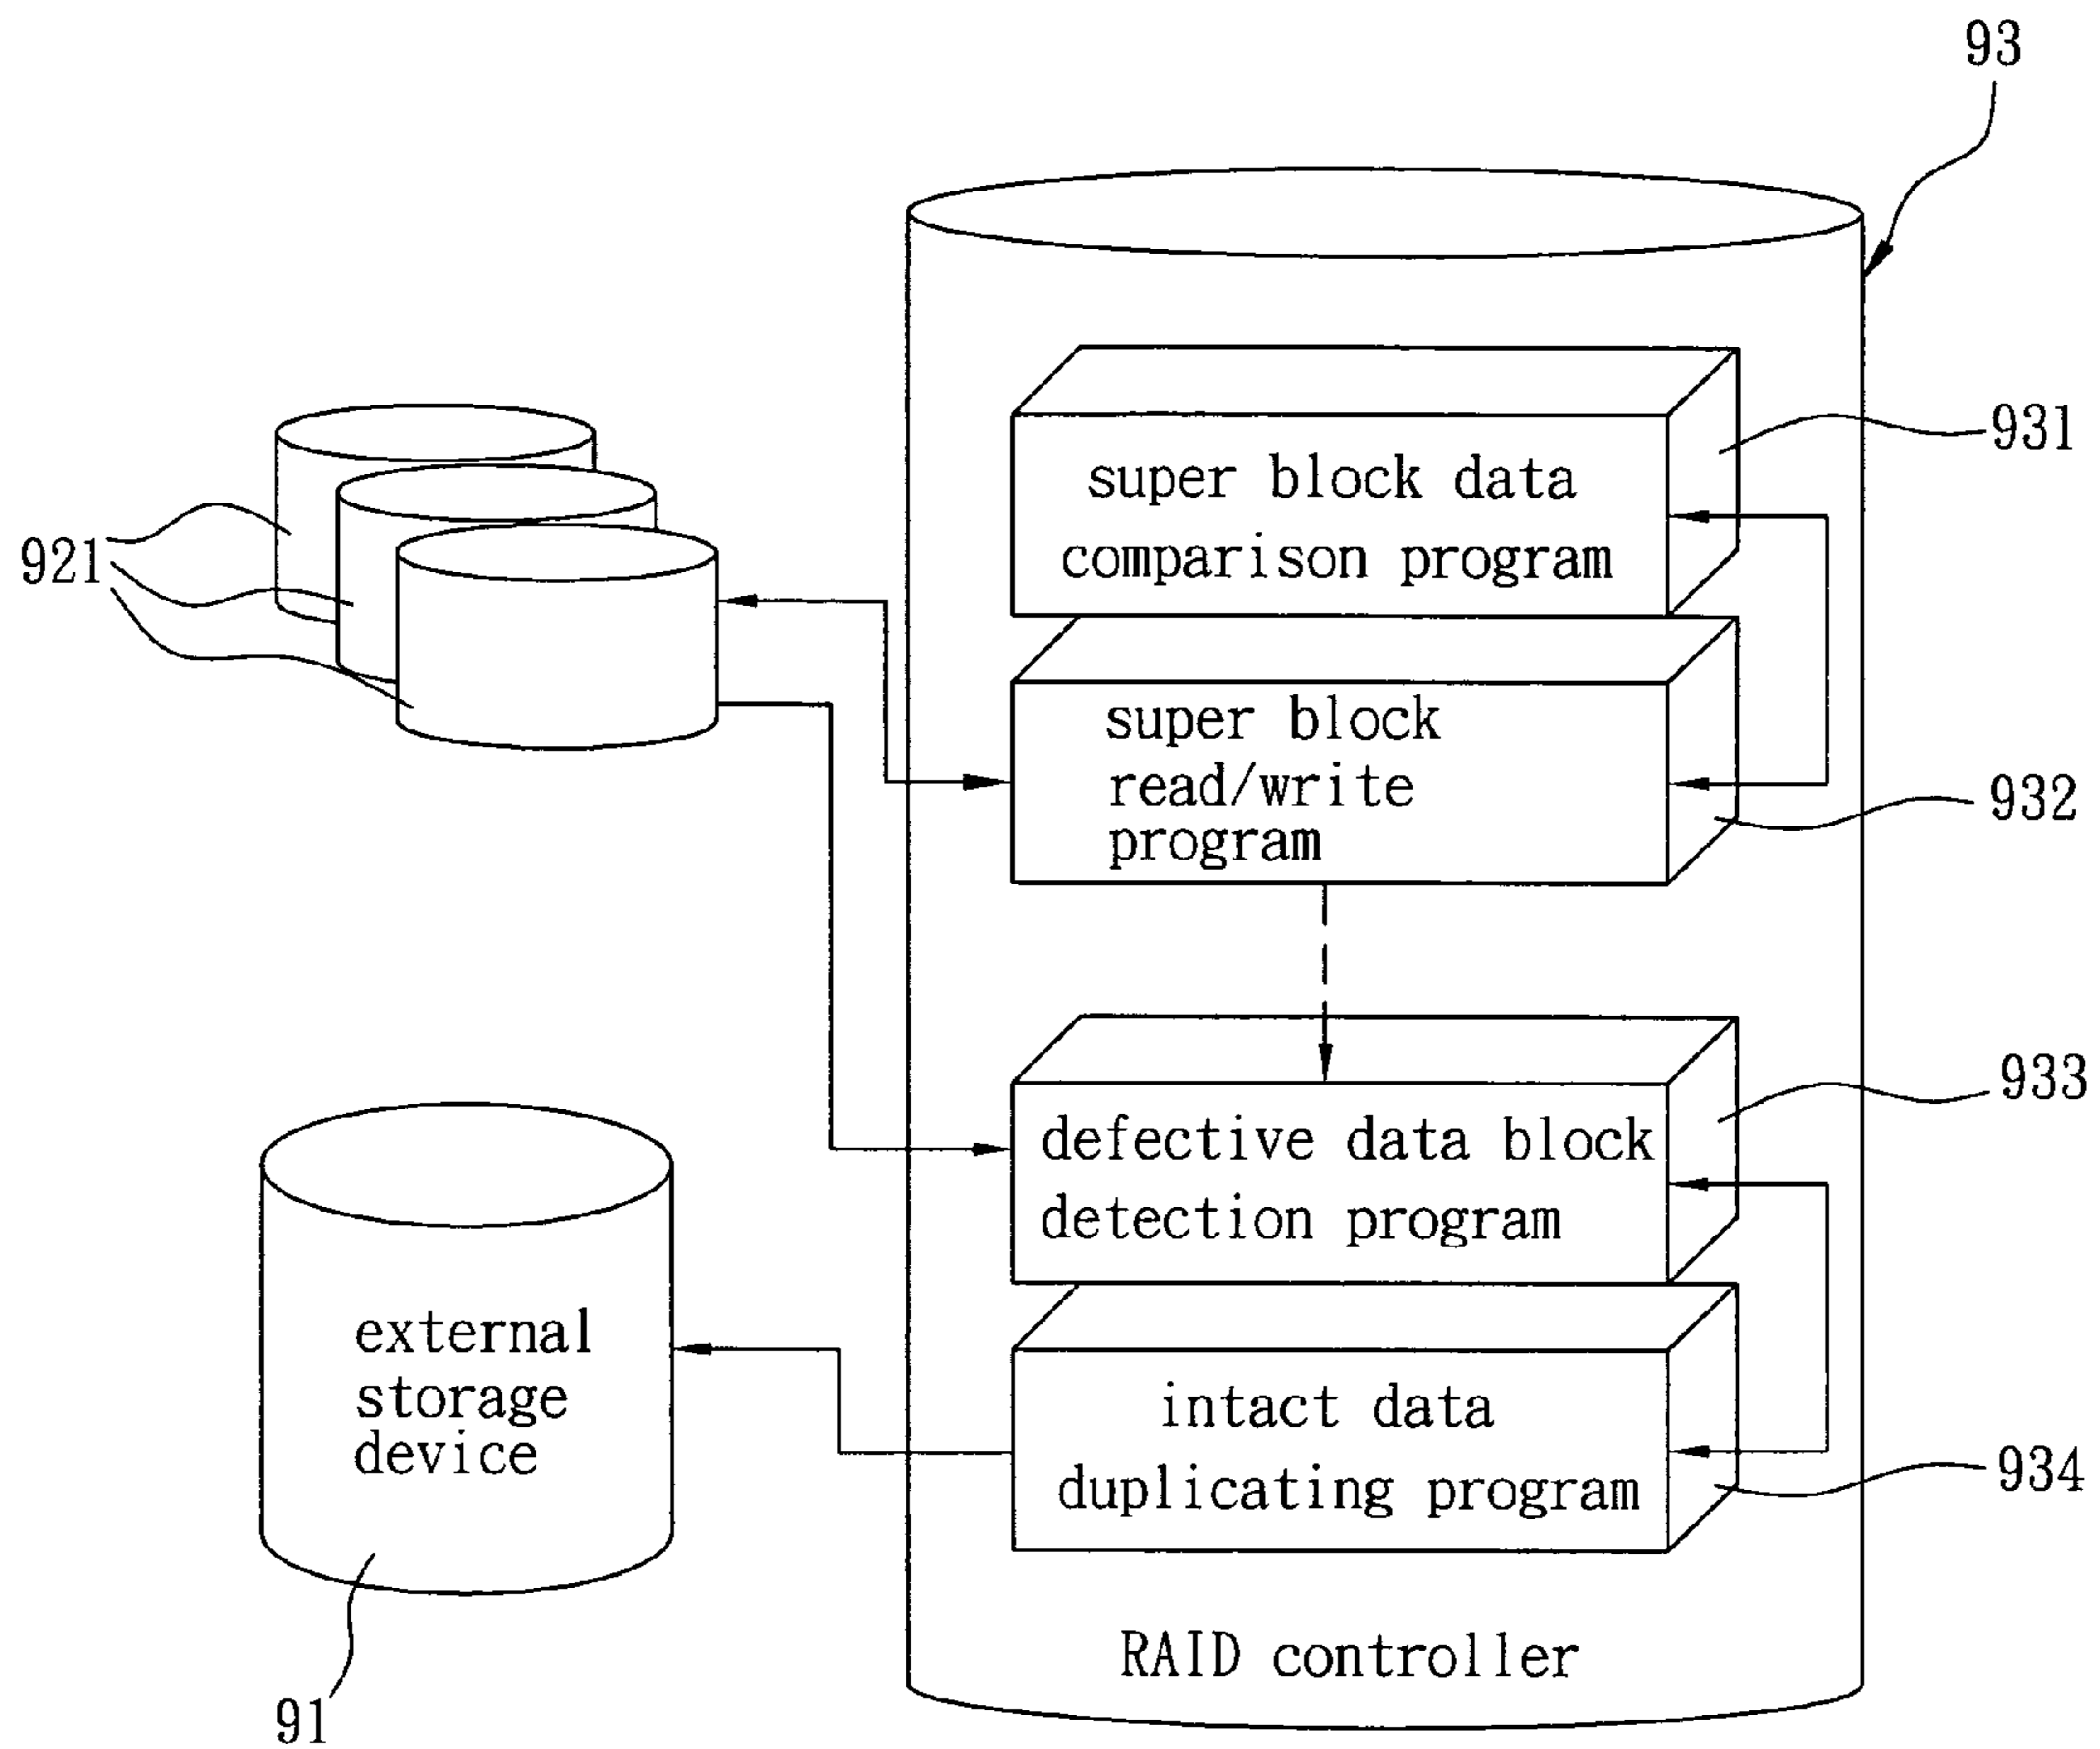 93
super block data
comparison program
931
921
super block
read/write
program
932
defective data block
detection program
933
external
storage
device
intact data
duplicating program
934
RAID controller
91